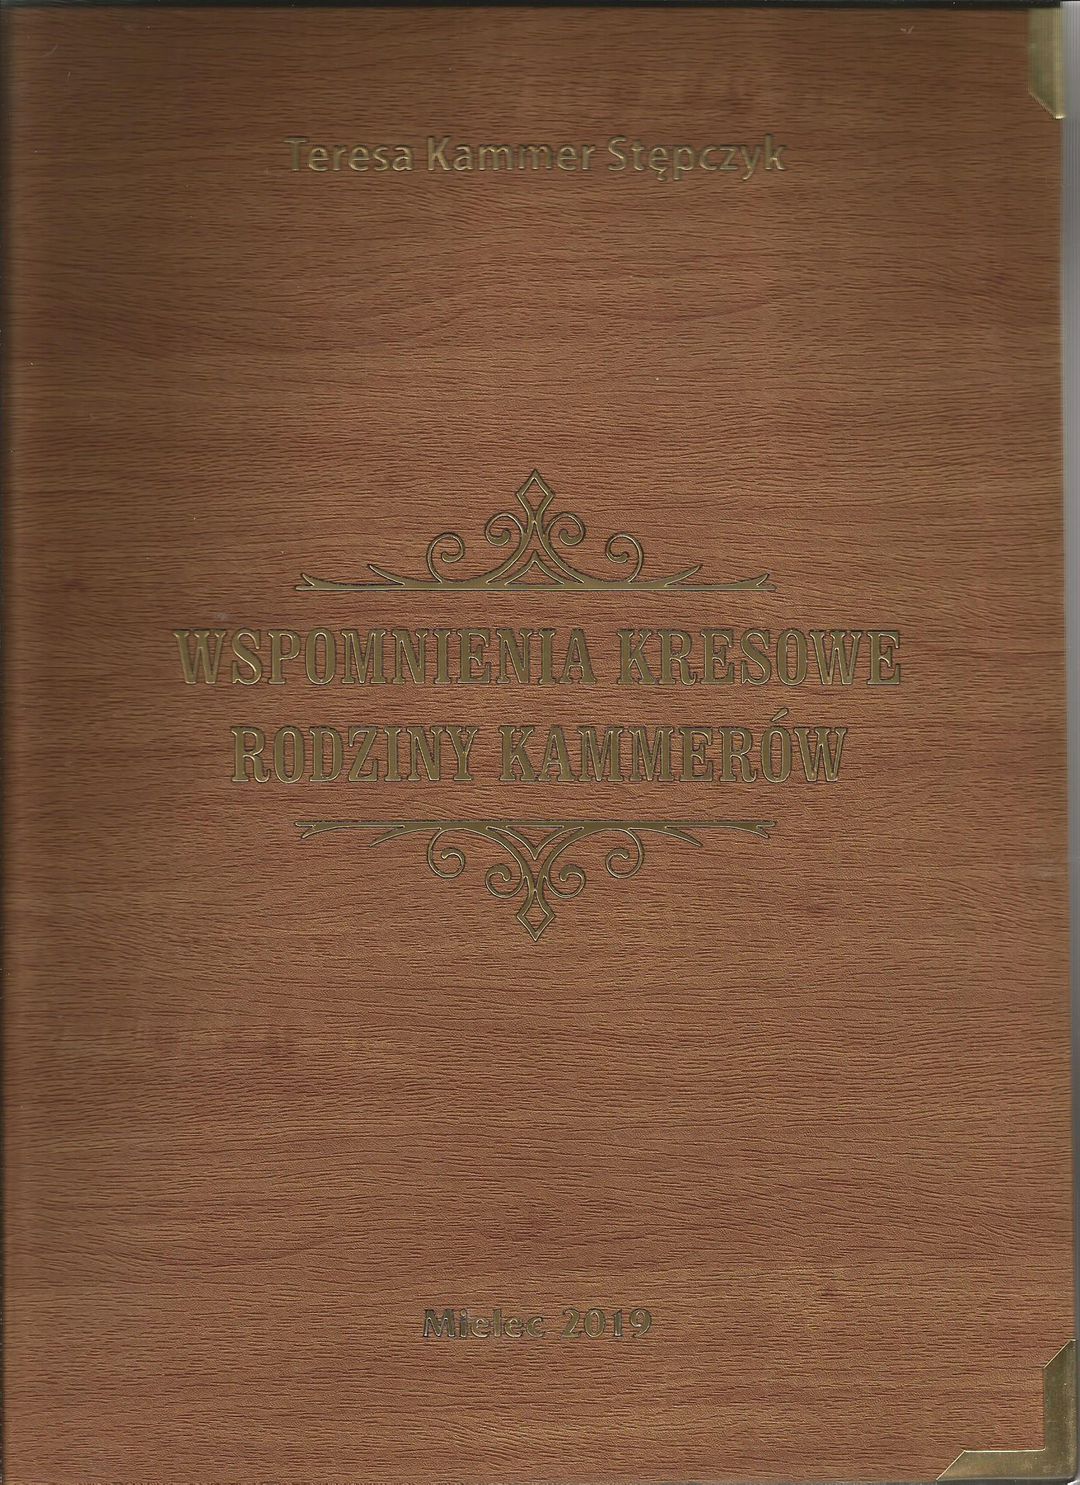 Teresa Kammer Stępczyk
WSPOMNIENIA KRESOWE
RODZINY KAMMERÓW
Mielec 2019